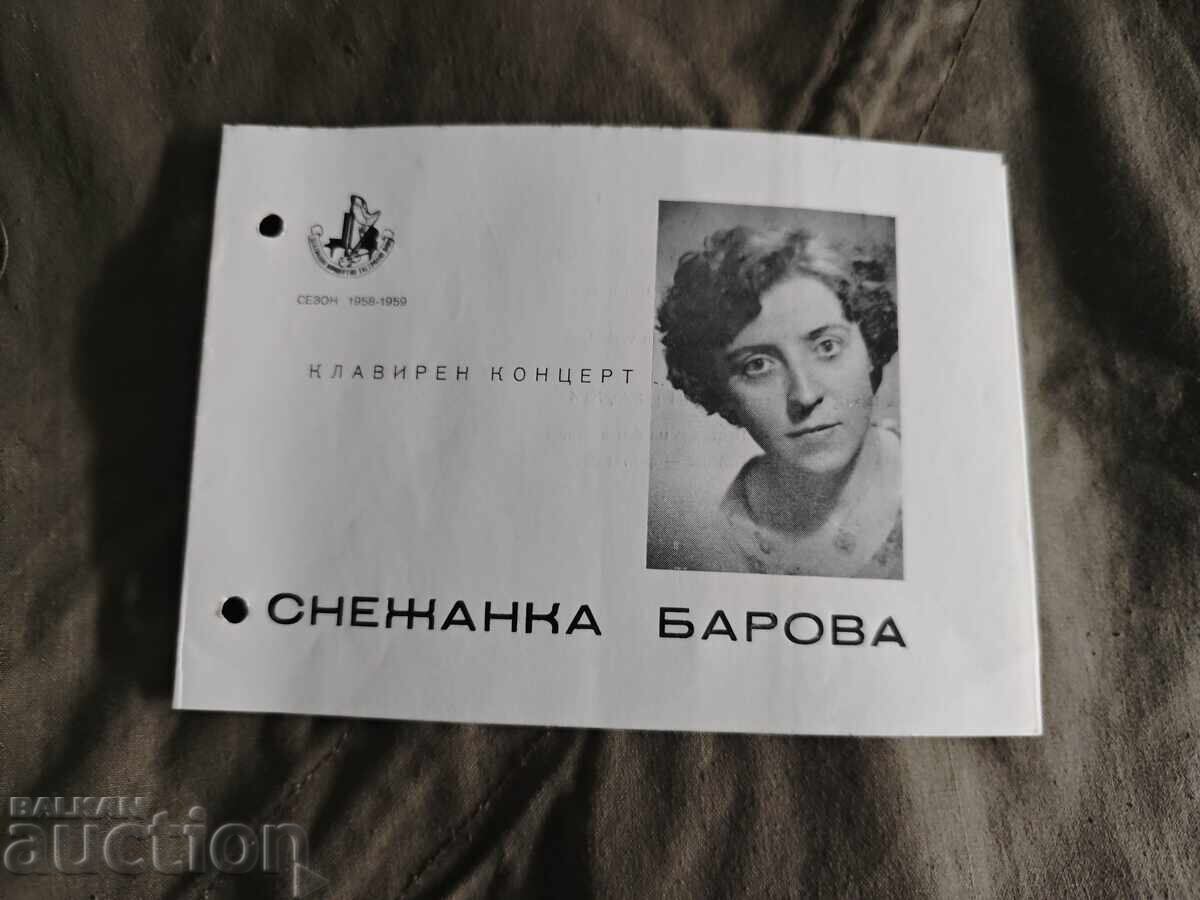 СЕЗОН 1958-1959
КЛАВИРЕН КОНЦЕРТ
СНЕЖАНКА БАРОВА
BALKAN
auction